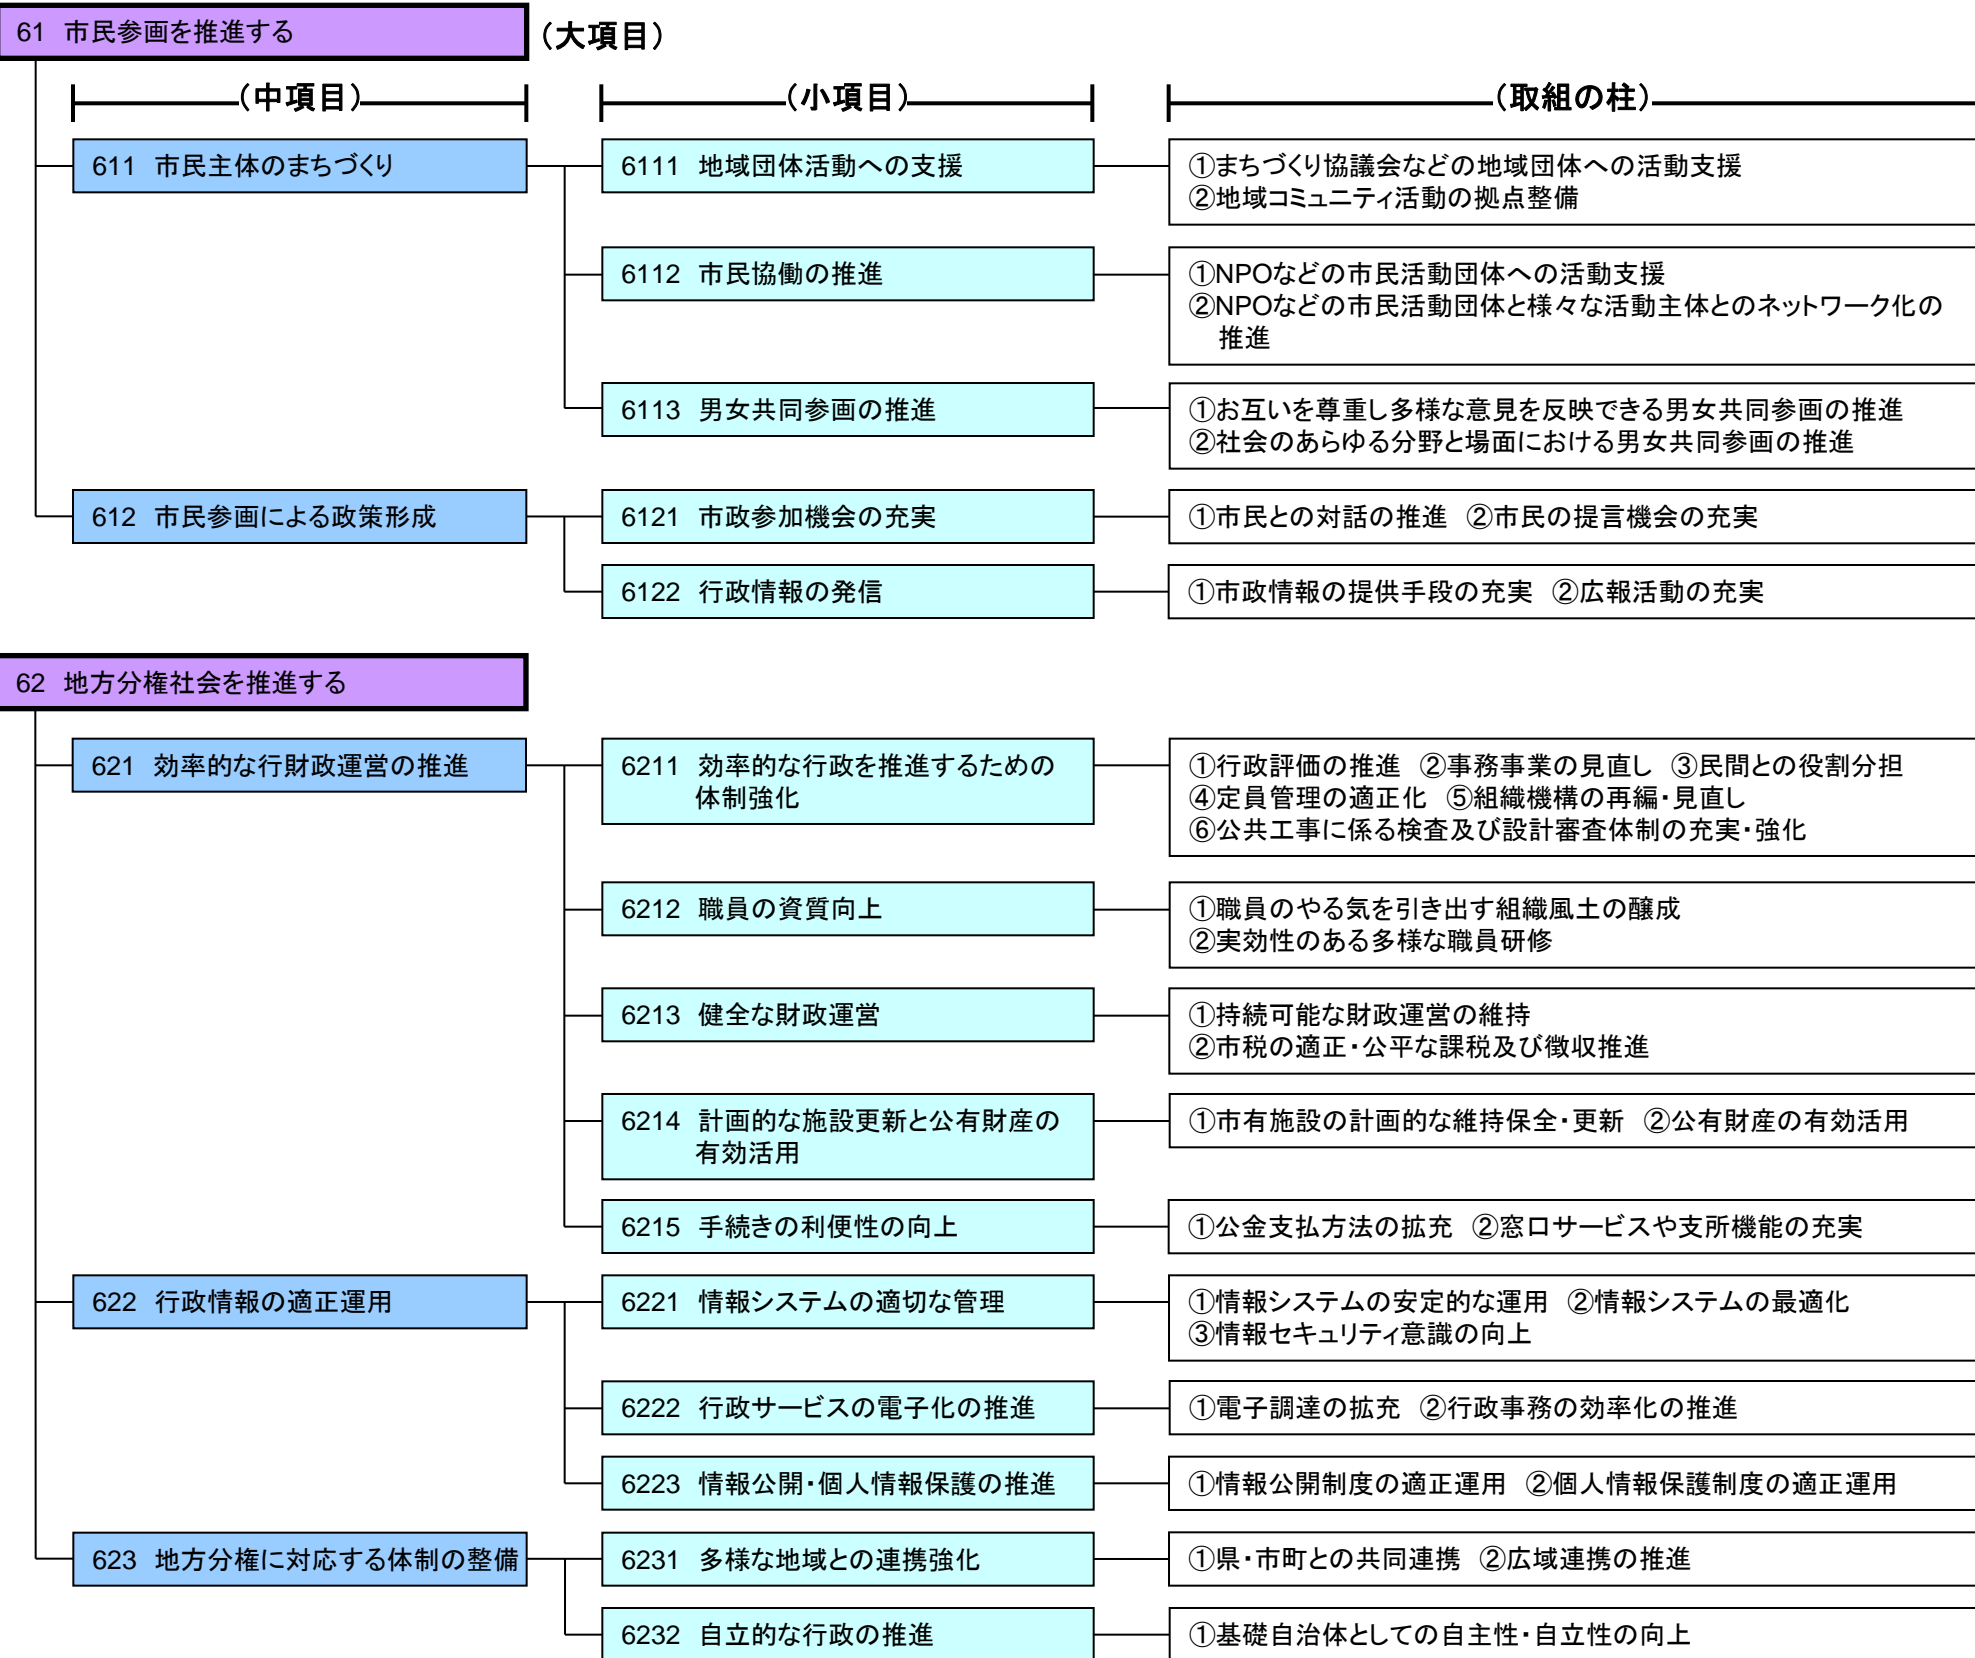 61 市民参画を推進する
（大項目）
（中項目）
（小項目）
（取組の柱）
611 市民主体のまちづくり
6111 地域団体活動への支援
①まちづくり協議会などの地域団体への活動支援
②地域コミュニティ活動の拠点整備
6112 市民協働の推進
①NPOなどの市民活動団体への活動支援
②NPOなどの市民活動団体と様々な活動主体とのネットワーク化の
推進
6113 男女共同参画の推進
①お互いを尊重し多様な意見を反映できる男女共同参画の推進
②社会のあらゆる分野と場面における男女共同参画の推進
612 市民参画による政策形成
6121 市政参加機会の充実
①市民との対話の推進 ②市民の提言機会の充実
6122 行政情報の発信
①市政情報の提供手段の充実 ②広報活動の充実
62 地方分権社会を推進する
621 効率的な行財政運営の推進
6211 効率的な行政を推進するための
体制強化
①行政評価の推進 ②事務事業の見直し ③民間との役割分担
④定員管理の適正化 ⑤組織機構の再編・見直し
⑥公共工事に係る検査及び設計審査体制の充実・強化
6212 職員の資質向上
①職員のやる気を引き出す組織風土の醸成
②実効性のある多様な職員研修
6213 健全な財政運営
①持続可能な財政運営の維持
②市税の適正・公平な課税及び徴収推進
6214 計画的な施設更新と公有財産の
有効活用
①市有施設の計画的な維持保全・更新 ②公有財産の有効活用
6215 手続きの利便性の向上
①公金支払方法の拡充 ②窓口サービスや支所機能の充実
622 行政情報の適正運用
6221 情報システムの適切な管理
①情報システムの安定的な運用 ②情報システムの最適化
③情報セキュリティ意識の向上
6222 行政サービスの電子化の推進
①電子調達の拡充 ②行政事務の効率化の推進
6223 情報公開・個人情報保護の推進
①情報公開制度の適正運用 ②個人情報保護制度の適正運用
623 地方分権に対応する体制の整備
6231 多様な地域との連携強化
①県・市町との共同連携 ②広域連携の推進
6232 自立的な行政の推進
①基礎自治体としての自主性・自立性の向上